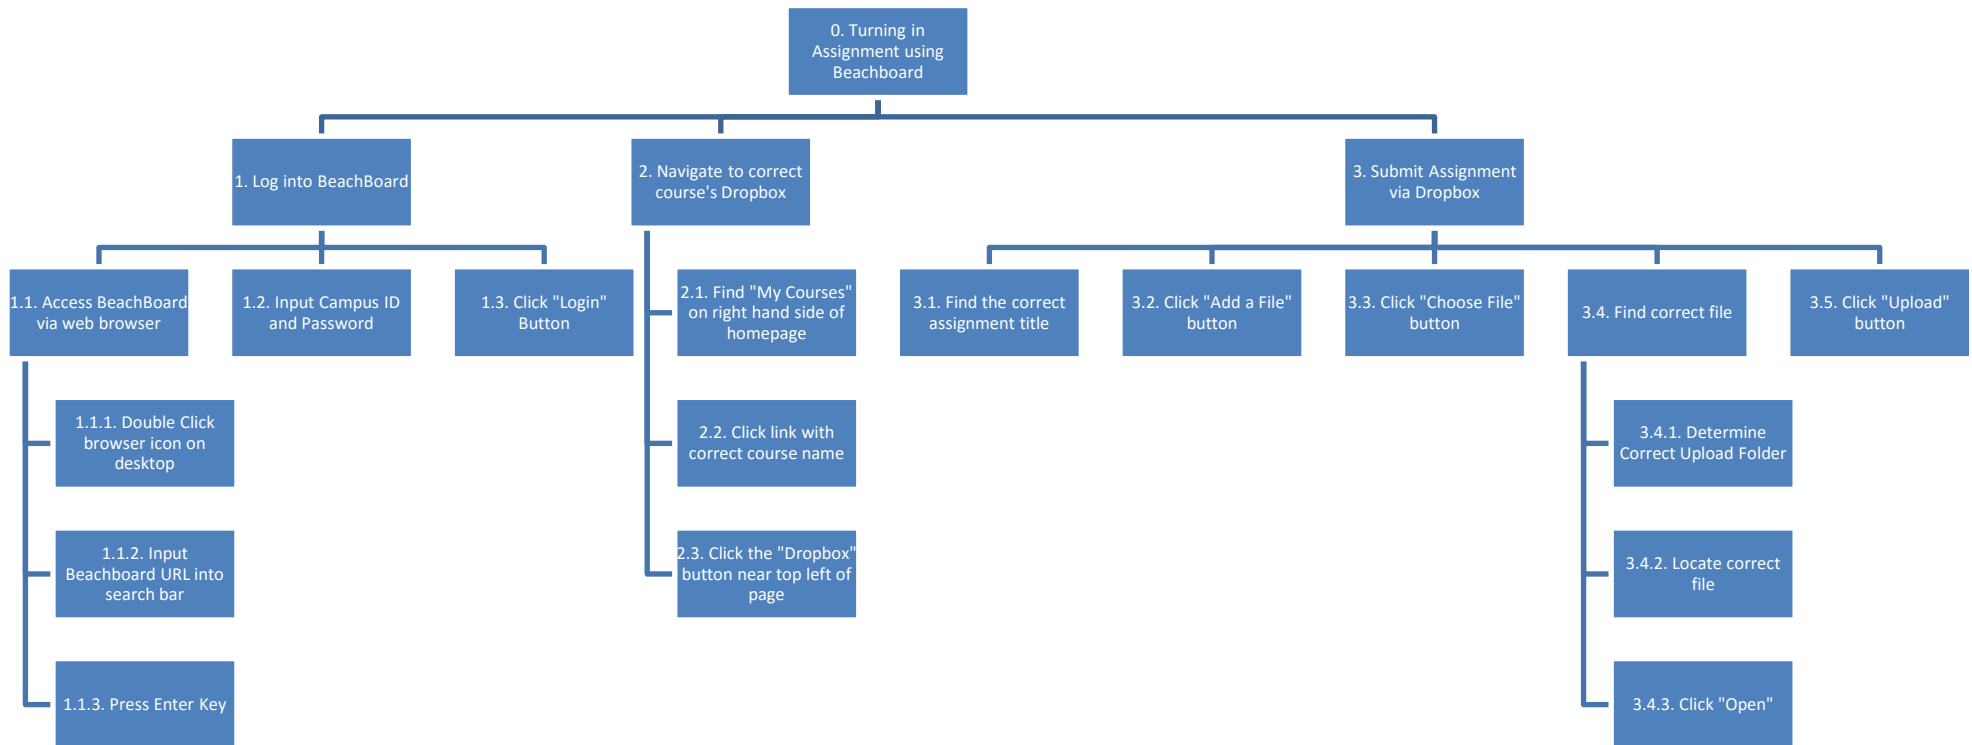 0. Turning in
Assignment using
Beachboard
1. Log into BeachBoard
2. Navigate to correct
course's Dropbox
3. Submit Assignment
via Dropbox
1.1. Access BeachBoard
via web browser
1.2. Input Campus ID
and Password
1.3. Click "Login"
Button
2.1. Find "My Courses"
on right hand side of
homepage
3.1. Find the correct
assignment title
3.2. Click "Add a File"
button
3.3. Click "Choose File"
button
3.4. Find correct file
3.5. Click "Upload"
button
1.1.1. Double Click
browser icon on
desktop
2.2. Click link with
correct course name
3.4.1. Determine
Correct Upload Folder
1.1.2. Input
Beachboard URL into
search bar
2.3. Click the "Dropbox"
button near top left of
page
3.4.2. Locate correct
file
1.1.3. Press Enter Key
3.4.3. Click "Open"